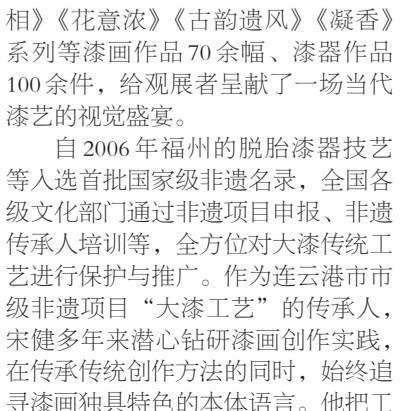 相》《花意浓》《古韵遗风》《凝香》
系列等漆画作品70余幅、漆器作品
100余件，给观展者呈献了一场当代
漆艺的视觉盛宴。
自2006年福州的脱胎漆器技艺
等入选首批国家级非遗名录，全国各
级文化部门通过非遗项目申报、非遗
传承人培训等，全方位对大漆传统工
艺进行保护与推广。作为连云港市市
级非遗项目“大漆工艺”的传承人，
宋健多年来潜心钻研漆画创作实践，
在传承传统创作方法的同时，始终追
寻漆画独具特色的本体语言。他把工